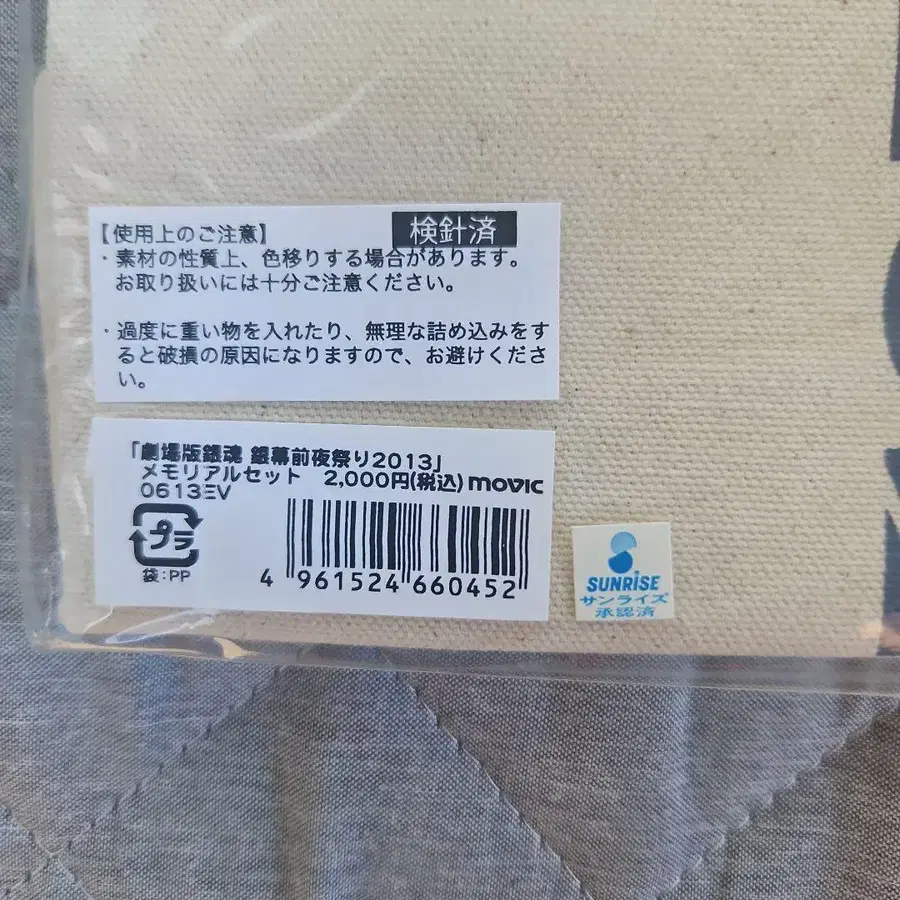 【使用上のご注意】 検針済
・素材の性質上、色移りする場合があります。
お取り扱いには十分ご注意ください。
・過度に重い物を入れたり、無理な詰め込みをす
ると破損の原因になりますので、お避けくださ
い。
「劇場版銀魂 銀幕前夜祭り2013」
メモリアルセット 2,000円(税込) movic
0613EV
プラ
袋:PP
4 961524 660452
SUNRISE
サンライズ
承認済